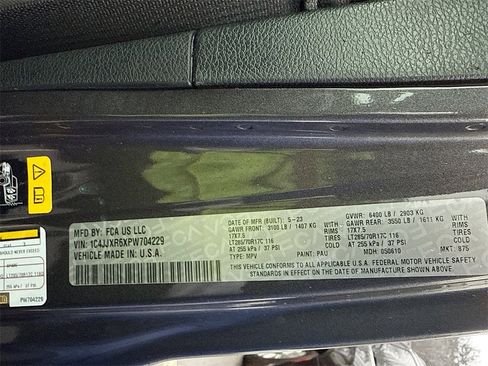 MFD BY: FCA US LLC
VIN: 1C4JJXR6XPW704229
VEHICLE MADE IN U.S.A.
DATE OF MFR (BUILT): 5-23
GVWR: 6400 LB / 2903 KG
GAWR FRONT: 3100 LB / 1407 KG
GAWR REAR: 3550 LB / 1611 KG
17X7.5 RIMS 17X7.5 RIMS
LT285/70R17C 116 TIRES LT285/70R17C 116 TIRES
AT 255 kPa / 37 PSI COLD AT 255 kPa / 37 PSI COLD
TYPE: MPV PAINT: PAU MDH: 050610 MKT: 875
THIS VEHICLE CONFORMS TO ALL APPLICABLE U.S.A. FEDERAL MOTOR VEHICLE SAFETY
STANDARDS IN EFFECT ON THE DATE OF MANUFACTURE SHOWN ABOVE.
PW704229